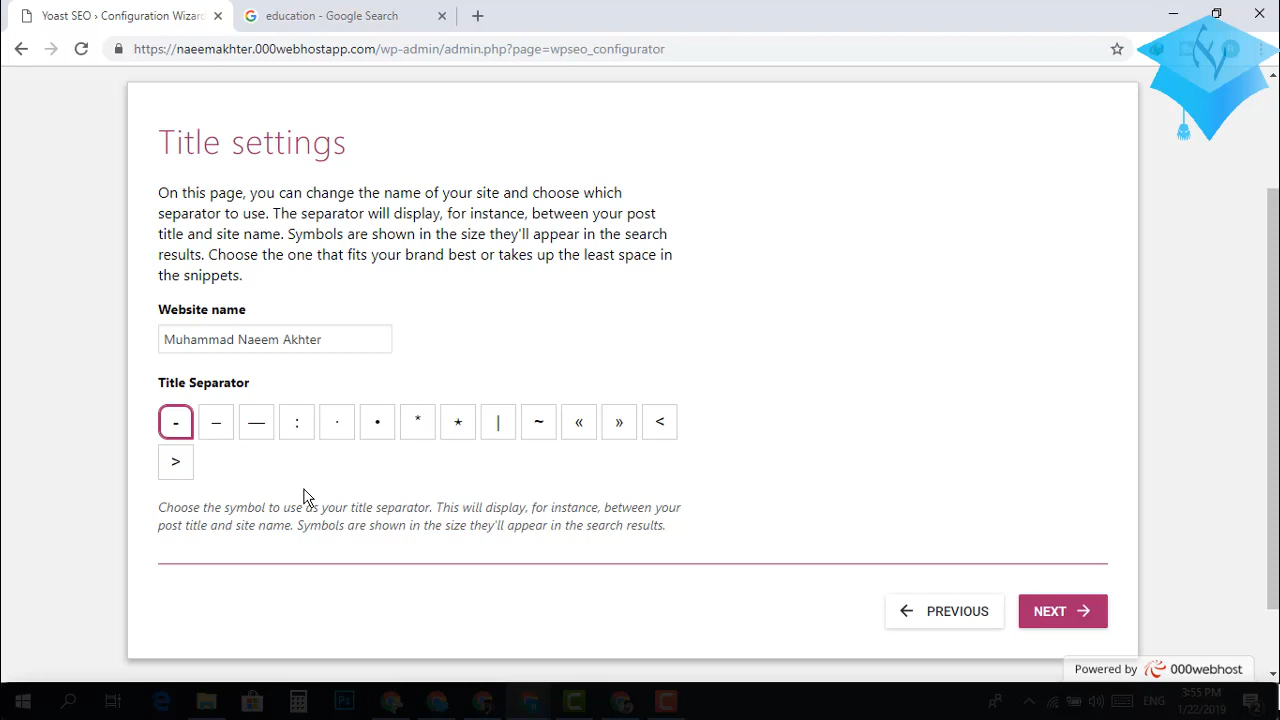 Yoast SEO › Configuration Wizard
education - Google Search
https://naeemakhter.000webhostapp.com/wp-admin/admin.php?page=wpseo_configurator
Title settings
On this page, you can change the name of your site and choose which
separator to use. The separator will display, for instance, between your post
title and site name. Symbols are shown in the size they'll appear in the search
results. Choose the one that fits your brand best or takes up the least space in
the snippets.
Website name
Muhammad Naeem Akhter
Title Separator
- – — : · • * ⋆ | ~ « » <
>
Choose the symbol to use as your title separator. This will display, for instance, between your
post title and site name. Symbols are shown in the size they'll appear in the search results.
PREVIOUS NEXT
Powered by 000webhost
ENG
3:55 PM
1/22/2019